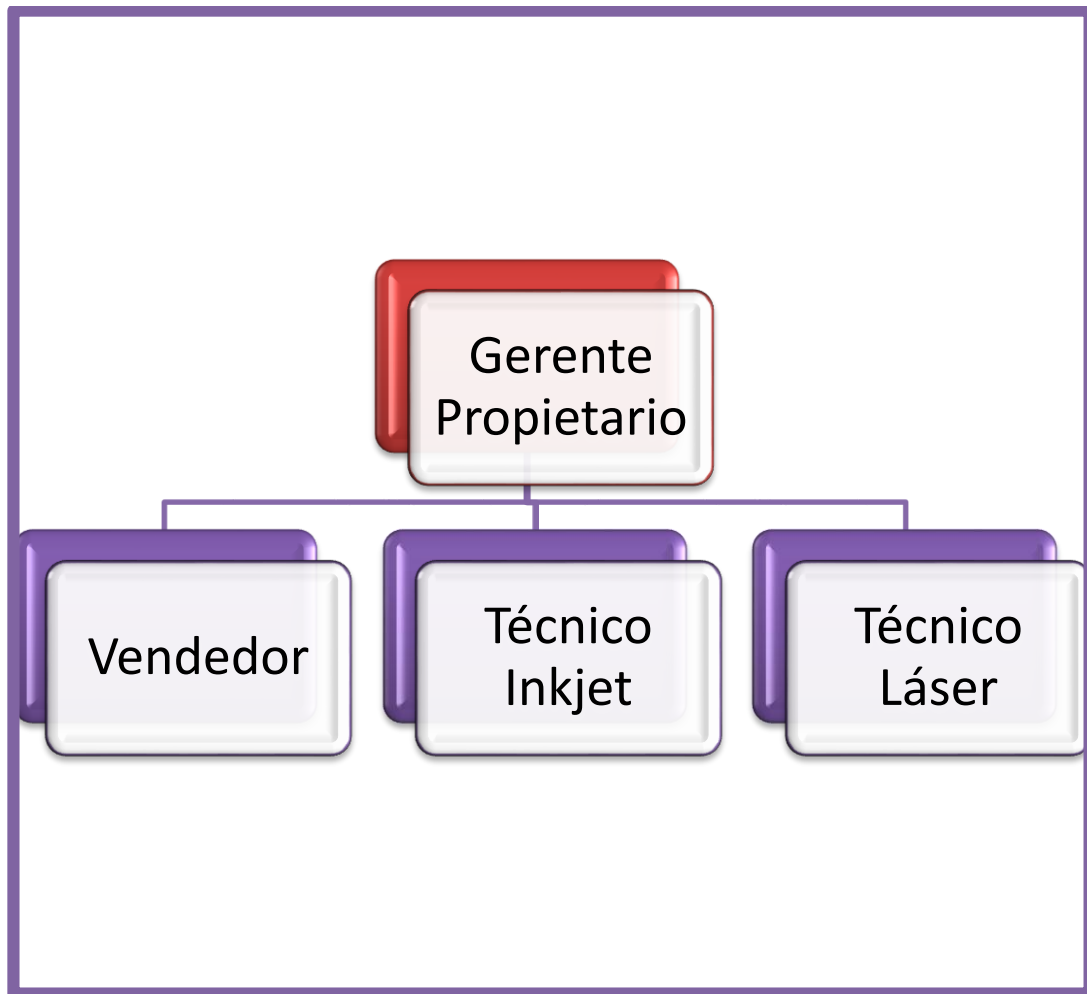 Gerente
Propietario
Vendedor
Técnico
Inkjet
Técnico
Láser